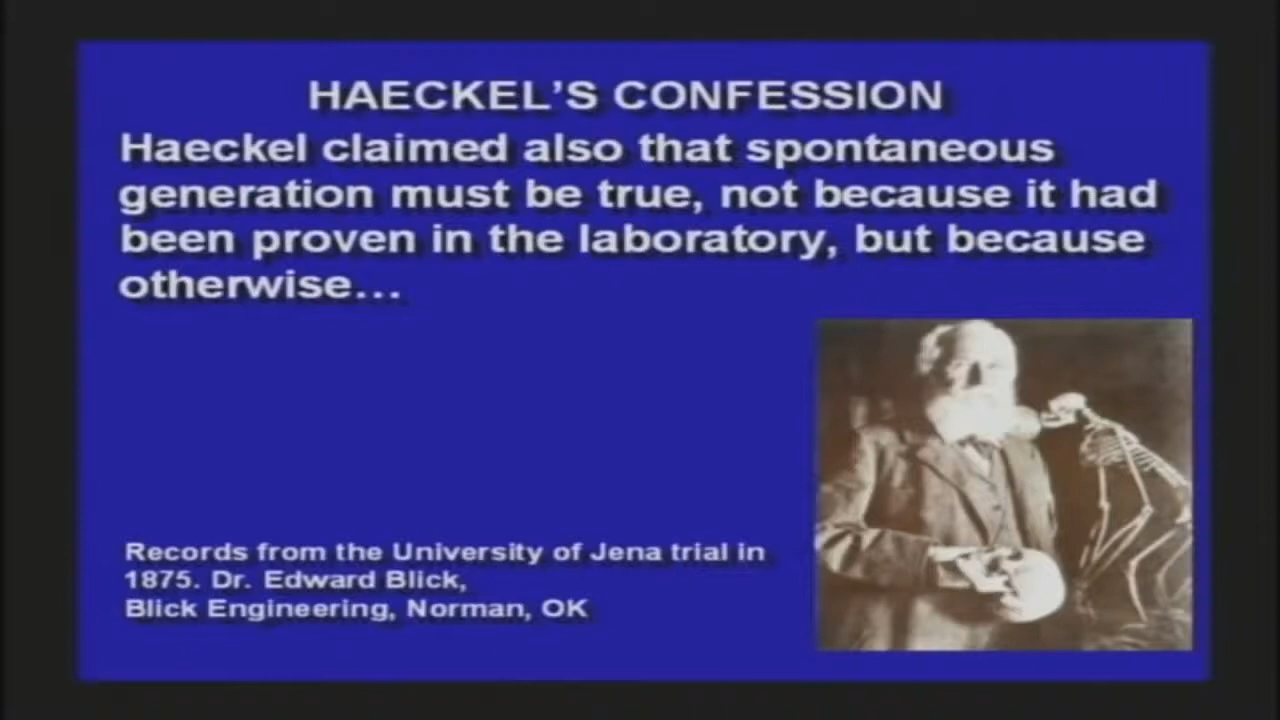 HAECKEL'S CONFESSION
Haeckel claimed also that spontaneous
generation must be true, not because it had
been proven in the laboratory, but because
otherwise...
Records from the University of Jena trial in
1875. Dr. Edward Blick,
Blick Engineering, Norman, OK